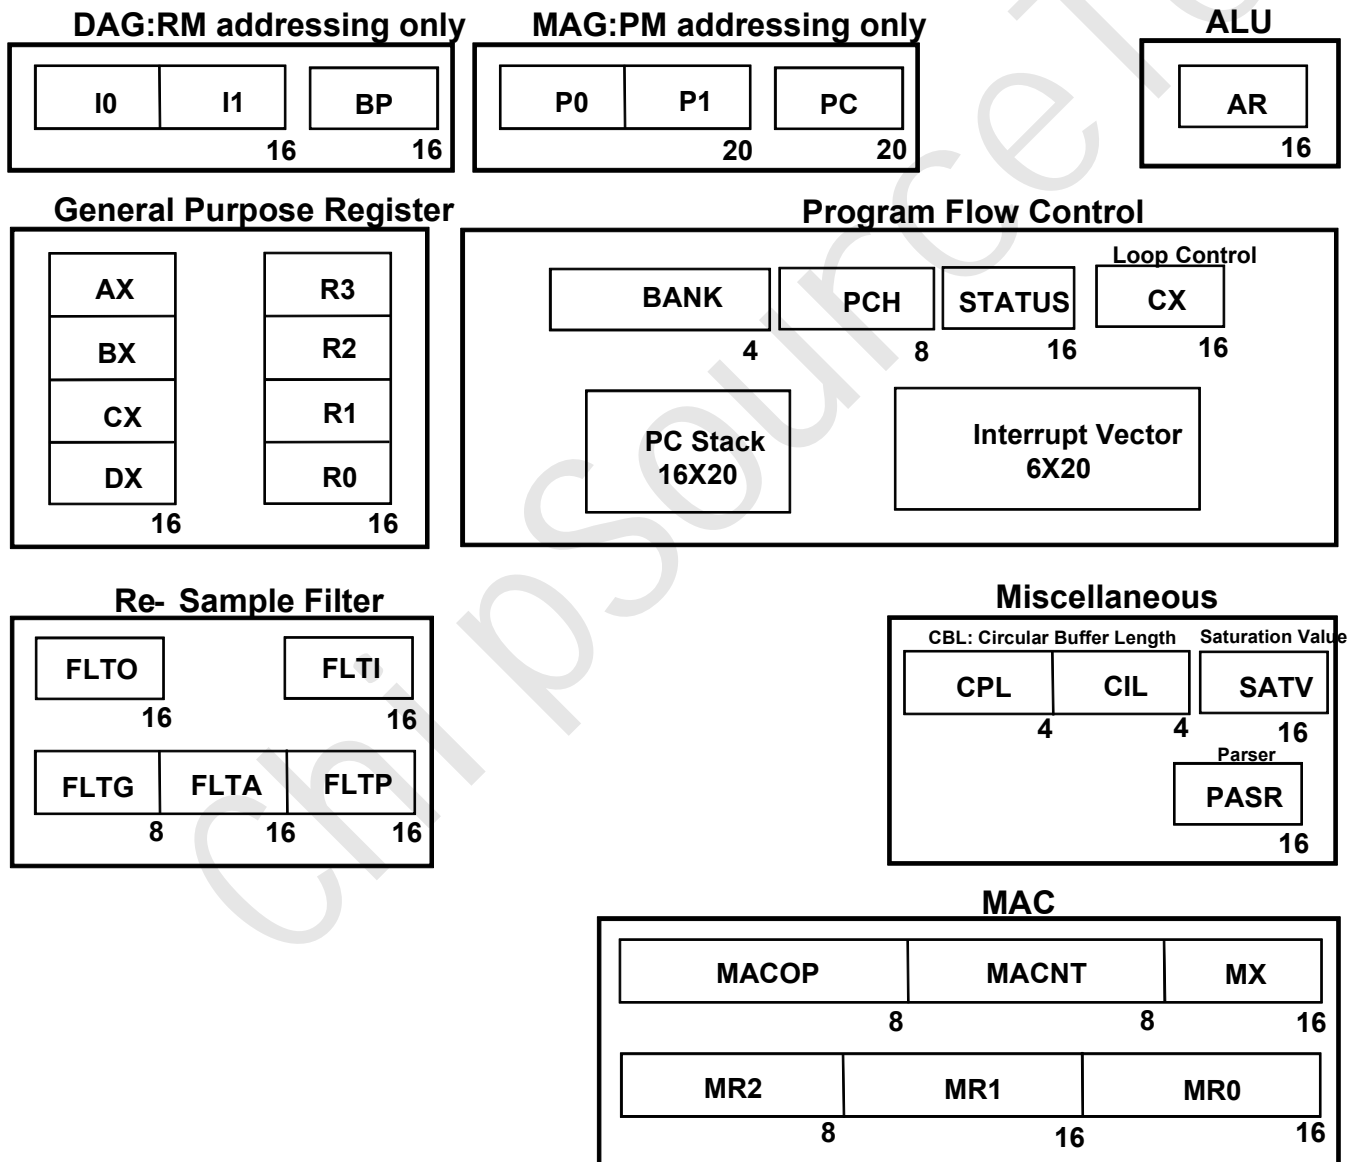 DAG:RM addressing only
I0 I1 BP
16 16
MAG:PM addressing only
P0 P1 PC
20 20
ALU
AR
16
General Purpose Register
AX R3
BX R2
CX R1
DX R0
16 16
Program Flow Control
Loop Control
BANK PCH STATUS CX
4 8 16 16
PC Stack
16X20
Interrupt Vector
6X20
Re- Sample Filter
FLTO FLTI
16 16
FLTG FLTA FLTP
8 16 16
Miscellaneous
CBL: Circular Buffer Length Saturation Value
CPL CIL SATV
4 4 16
Parser
PASR
16
MAC
MACOP MACNT MX
8 8 16
MR2 MR1 MR0
8 16 16